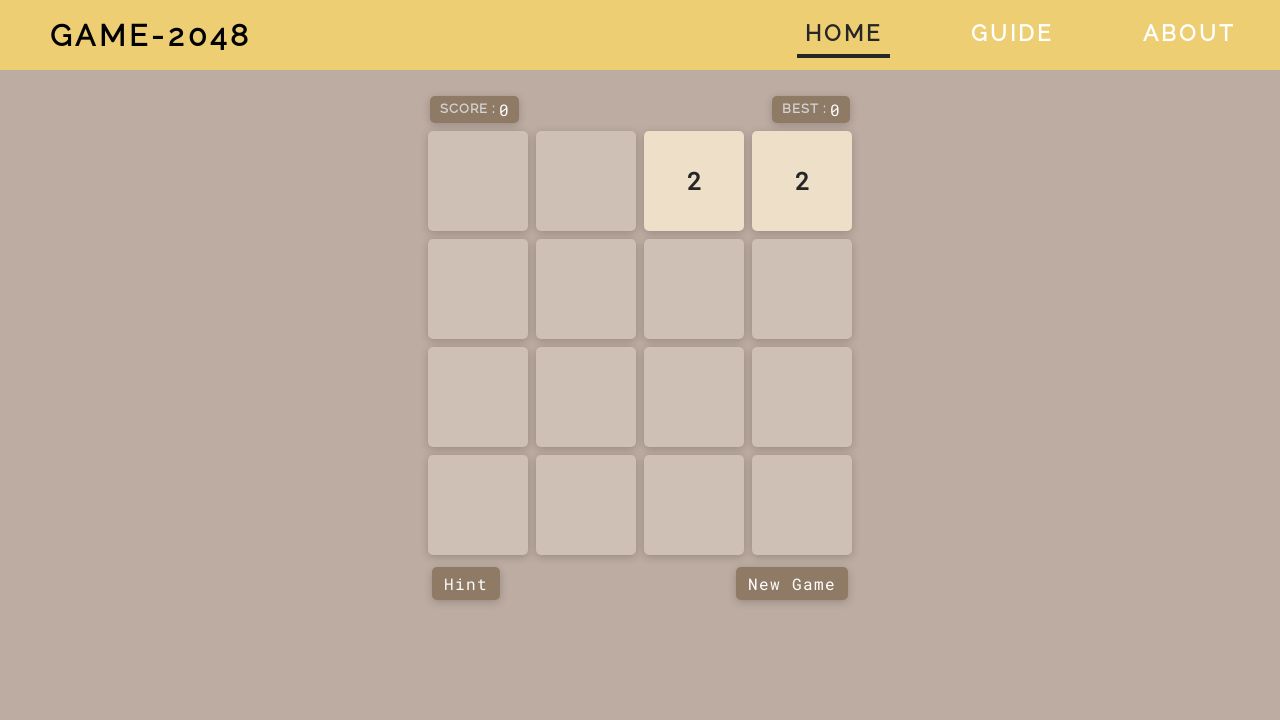 GAME-2048
HOME GUIDE ABOUT
SCORE : 0 BEST : 0
2 2
Hint New Game